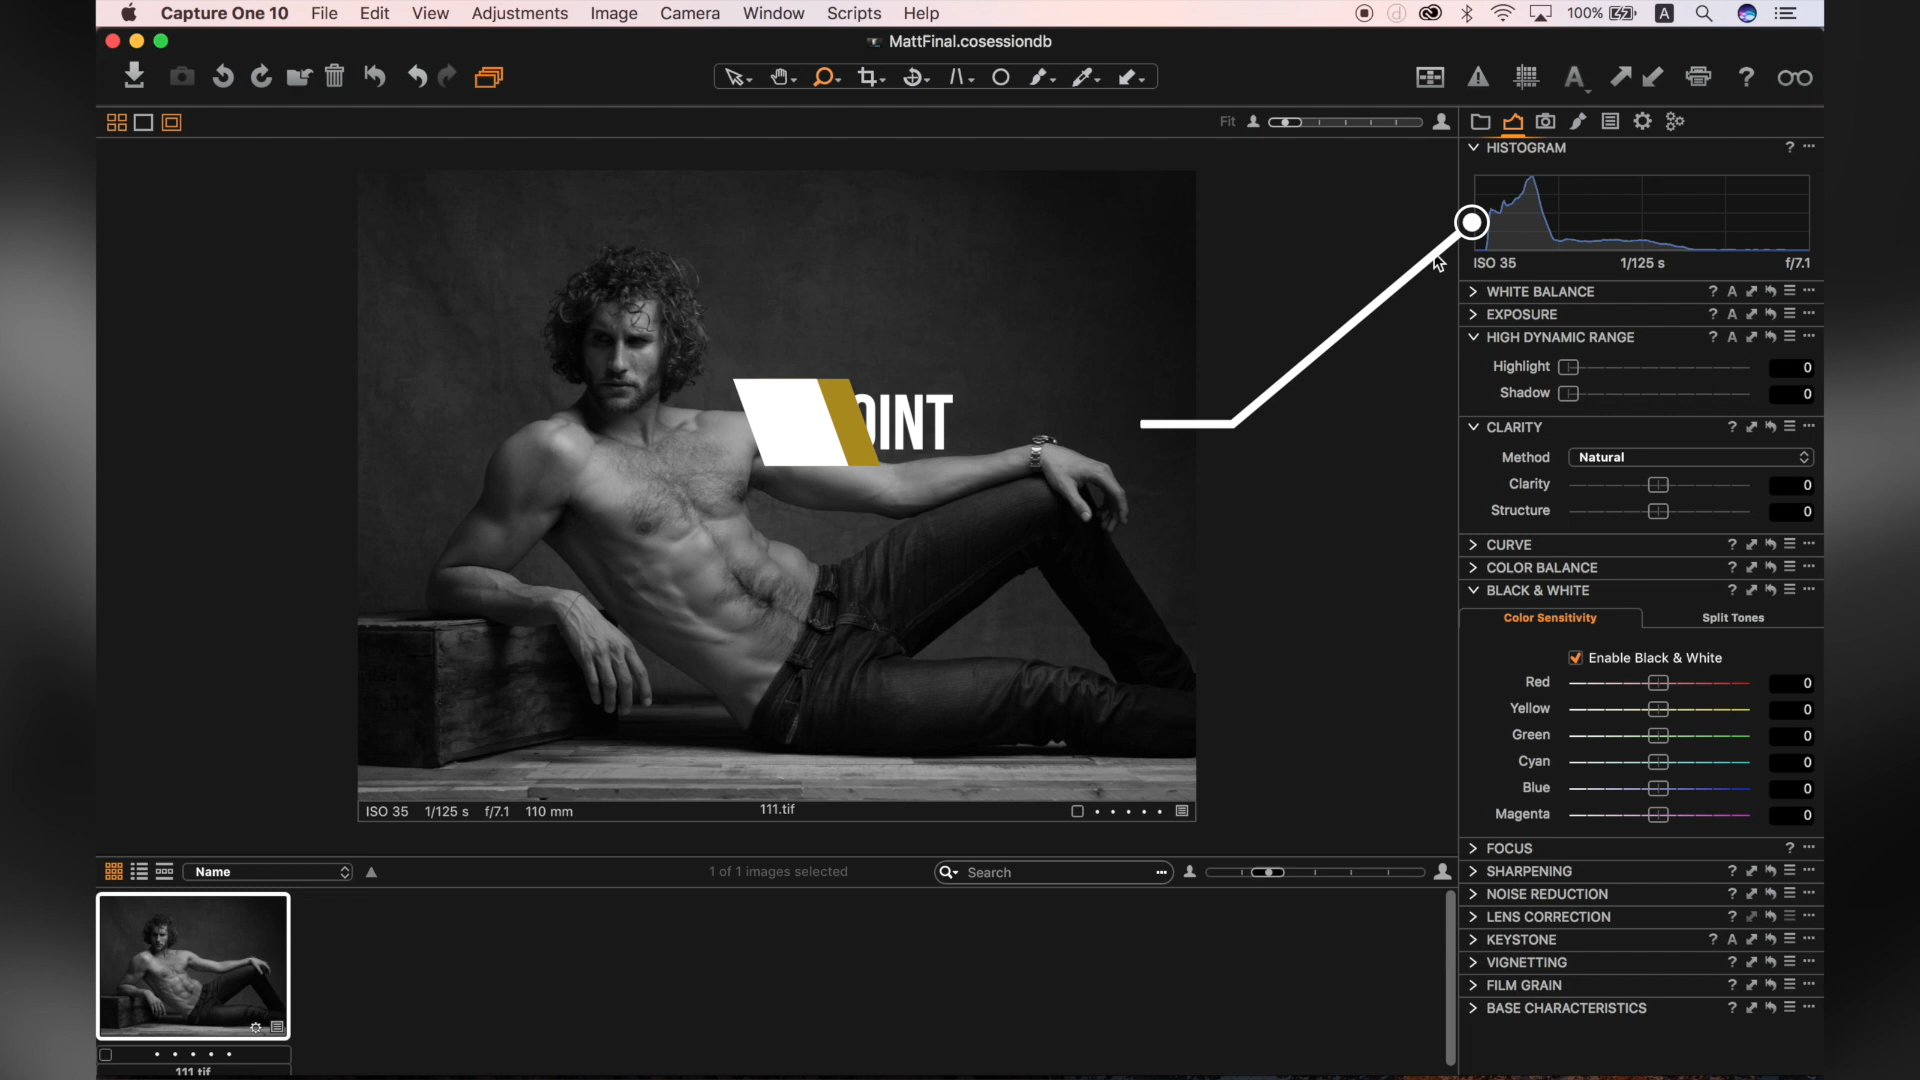 Capture One 10 File Edit View Adjustments Image Camera Window Scripts Help 100% A
MattFinal.cosessiondb
Fit
HISTOGRAM
ISO 35 1/125 s f/7.1
WHITE BALANCE
EXPOSURE
HIGH DYNAMIC RANGE
Highlight 0
Shadow 0
CLARITY
Method Natural
Clarity 0
Structure 0
CURVE
COLOR BALANCE
BLACK & WHITE
Color Sensitivity Split Tones
Enable Black & White
Red 0
Yellow 0
Green 0
Cyan 0
Blue 0
Magenta 0
FOCUS
SHARPENING
NOISE REDUCTION
LENS CORRECTION
KEYSTONE
VIGNETTING
FILM GRAIN
BASE CHARACTERISTICS
OINT
ISO 35 1/125 s f/7.1 110 mm 111.tif
Name 1 of 1 images selected Search
111.tif